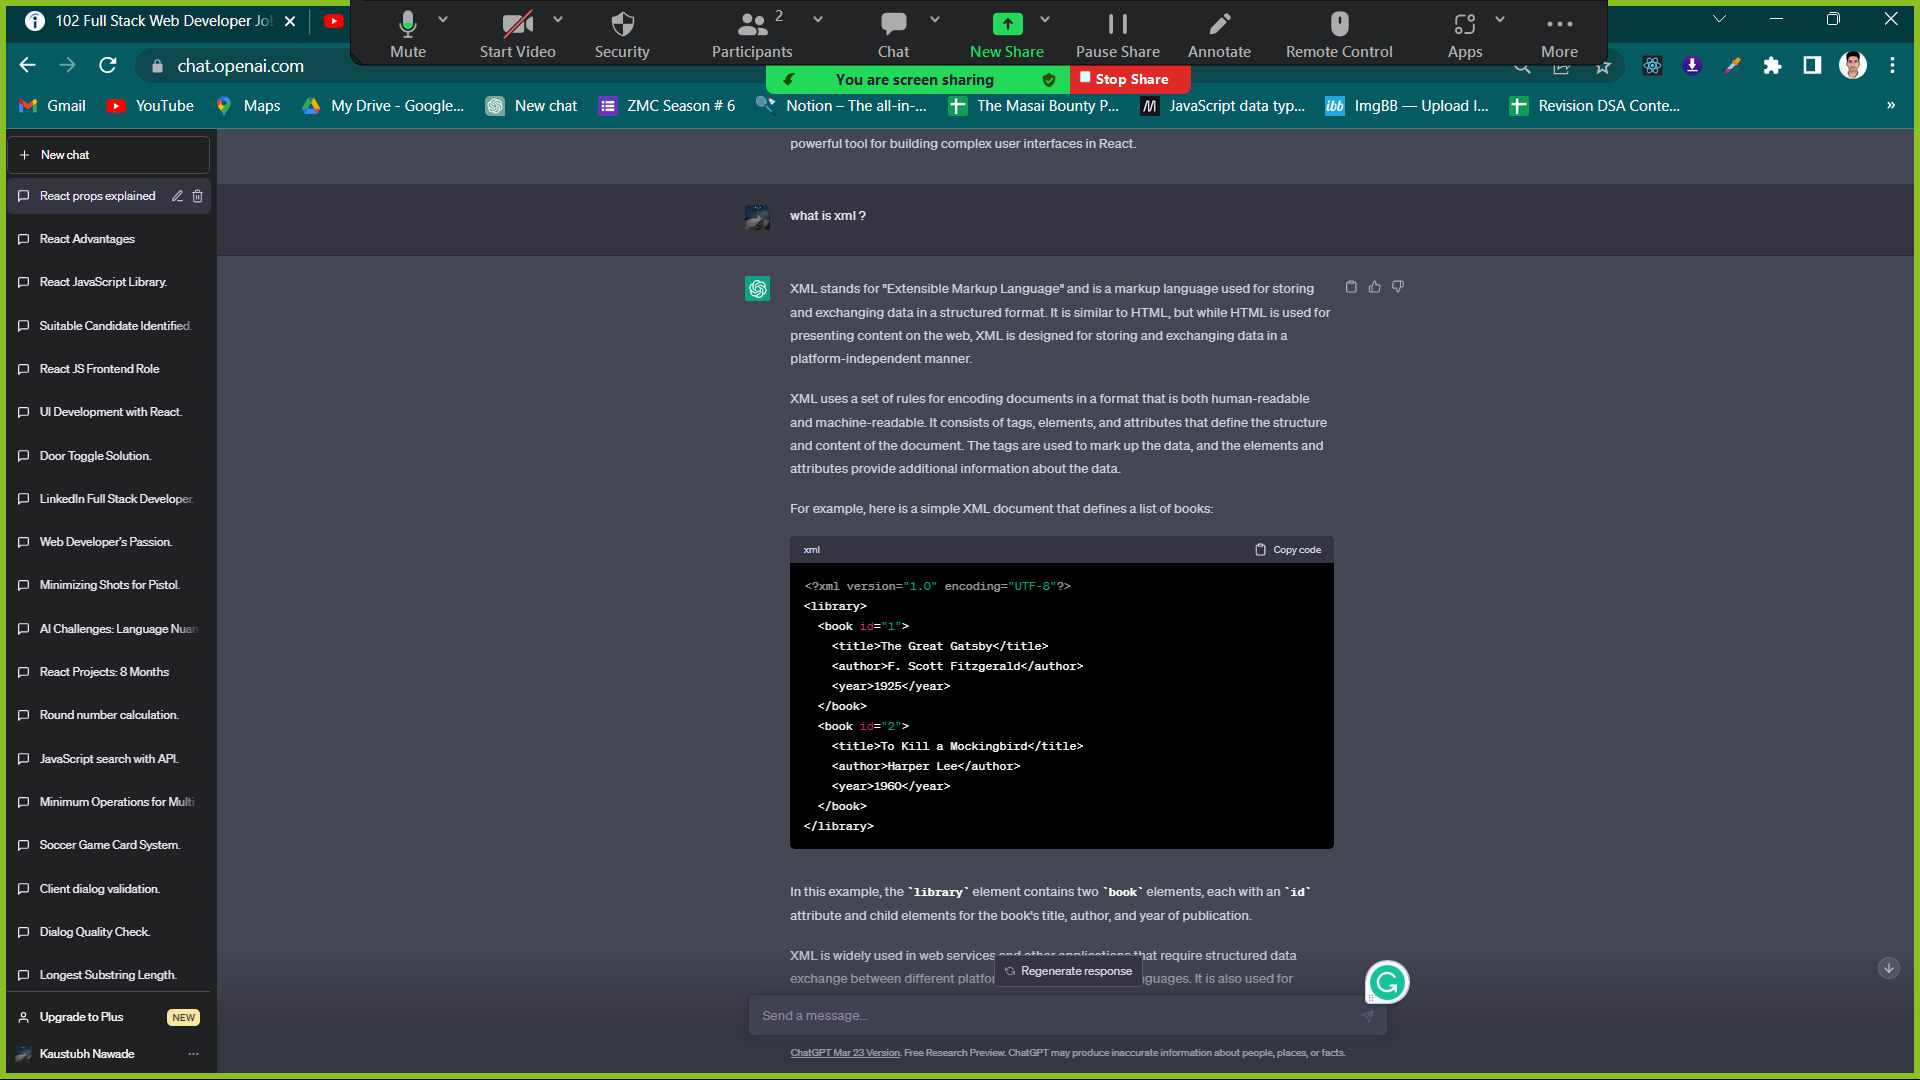 102 Full Stack Web Developer Jo
Mute
Start Video
Security
Participants
2
Chat
New Share
Pause Share
Annotate
Remote Control
Apps
More
You are screen sharing
Stop Share
chat.openai.com
Gmail
YouTube
Maps
My Drive - Google...
New chat
ZMC Season # 6
Notion – The all-in-...
The Masai Bounty P...
JavaScript data typ...
ibb
ImgBB — Upload I...
Revision DSA Conte...
»
+ New chat
React props explained
React Advantages
React JavaScript Library.
Suitable Candidate Identified.
React JS Frontend Role
UI Development with React.
Door Toggle Solution.
LinkedIn Full Stack Developer.
Web Developer's Passion.
Minimizing Shots for Pistol.
AI Challenges: Language Nuan
React Projects: 8 Months
Round number calculation.
JavaScript search with API.
Minimum Operations for Multi
Soccer Game Card System.
Client dialog validation.
Dialog Quality Check.
Longest Substring Length.
Upgrade to Plus
NEW
Kaustubh Nawade
...
powerful tool for building complex user interfaces in React.
what is xml ?
XML stands for "Extensible Markup Language" and is a markup language used for storing
and exchanging data in a structured format. It is similar to HTML, but while HTML is used for
presenting content on the web, XML is designed for storing and exchanging data in a
platform-independent manner.
XML uses a set of rules for encoding documents in a format that is both human-readable
and machine-readable. It consists of tags, elements, and attributes that define the structure
and content of the document. The tags are used to mark up the data, and the elements and
attributes provide additional information about the data.
For example, here is a simple XML document that defines a list of books:
xml
Copy code
<?xml version="1.0" encoding="UTF-8"?>
<library>
<book id="1">
<title>The Great Gatsby</title>
<author>F. Scott Fitzgerald</author>
<year>1925</year>
</book>
<book id="2">
<title>To Kill a Mockingbird</title>
<author>Harper Lee</author>
<year>1960</year>
</book>
</library>
In this example, the `library` element contains two `book` elements, each with an `id`
attribute and child elements for the book's title, author, and year of publication.
XML is widely used in web services and other applications that require structured data
exchange between different platfor
guages. It is also used for
Regenerate response
Send a message...
ChatGPT Mar 23 Version. Free Research Preview. ChatGPT may produce inaccurate information about people, places, or facts.